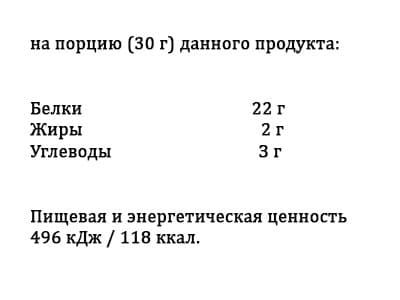 на порцию (30 г) данного продукта:
Белки 22 г
Жиры 2 г
Углеводы 3 г
Пищевая и энергетическая ценность
496 кДж / 118 ккал.